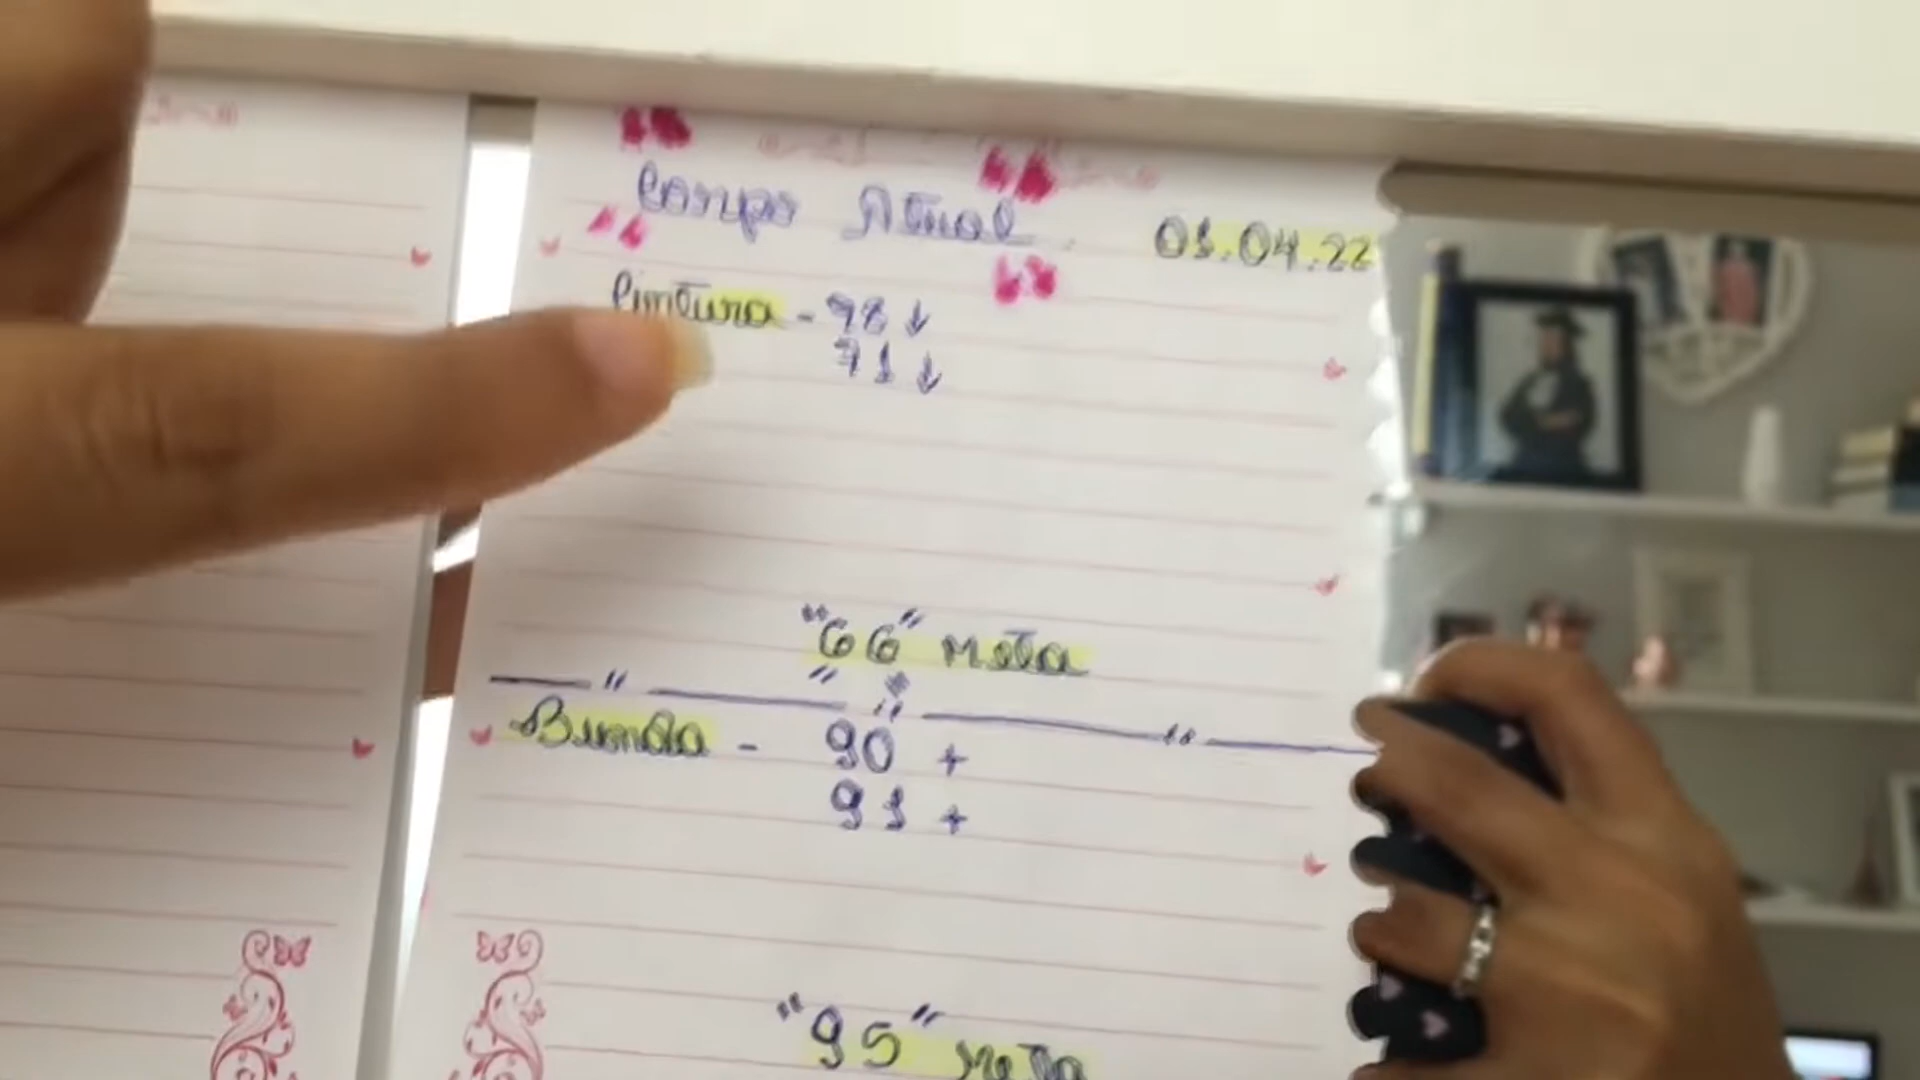 Corpo Atual 01.04.22
Cintura - 78 ↓
71 ↓
"66" meta
Bunda - 90 +
91 +
"95" meta